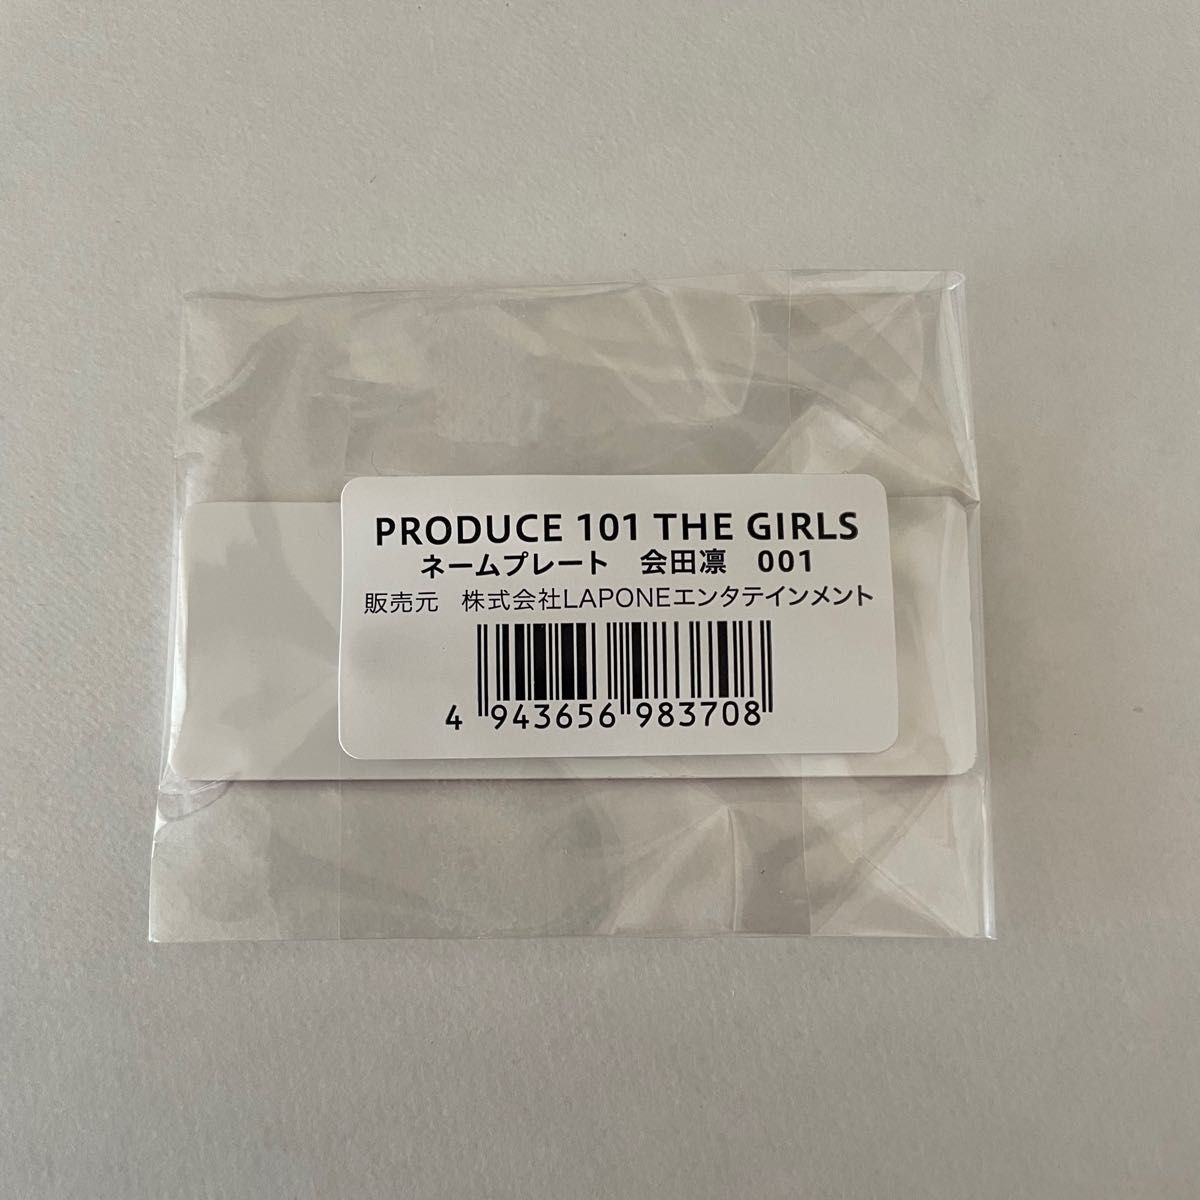 PRODUCE 101 THE GIRLS
ネームプレート 会田凛 001
販売元 株式会社LAPONEエンタテインメント
4 943656 983708